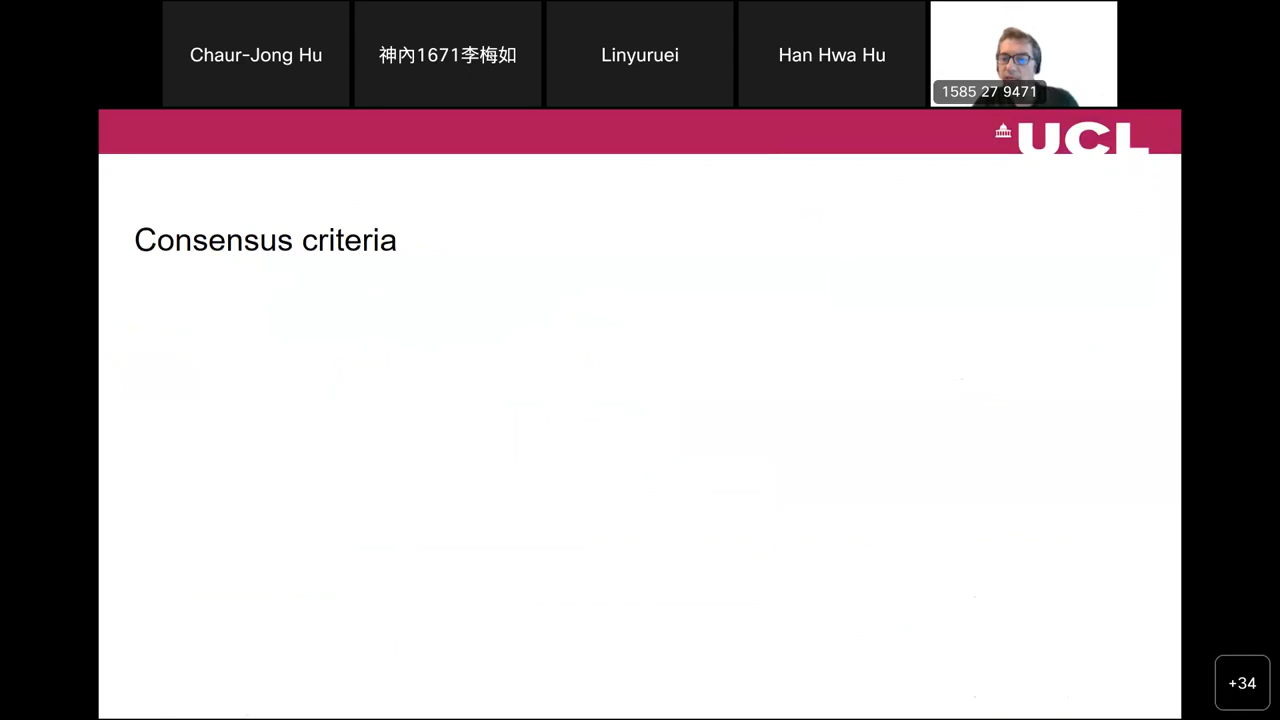 Chaur-Jong Hu
神內1671李梅如
Linyuruei
Han Hwa Hu
1585 27 9471
UCL
Consensus criteria
+34